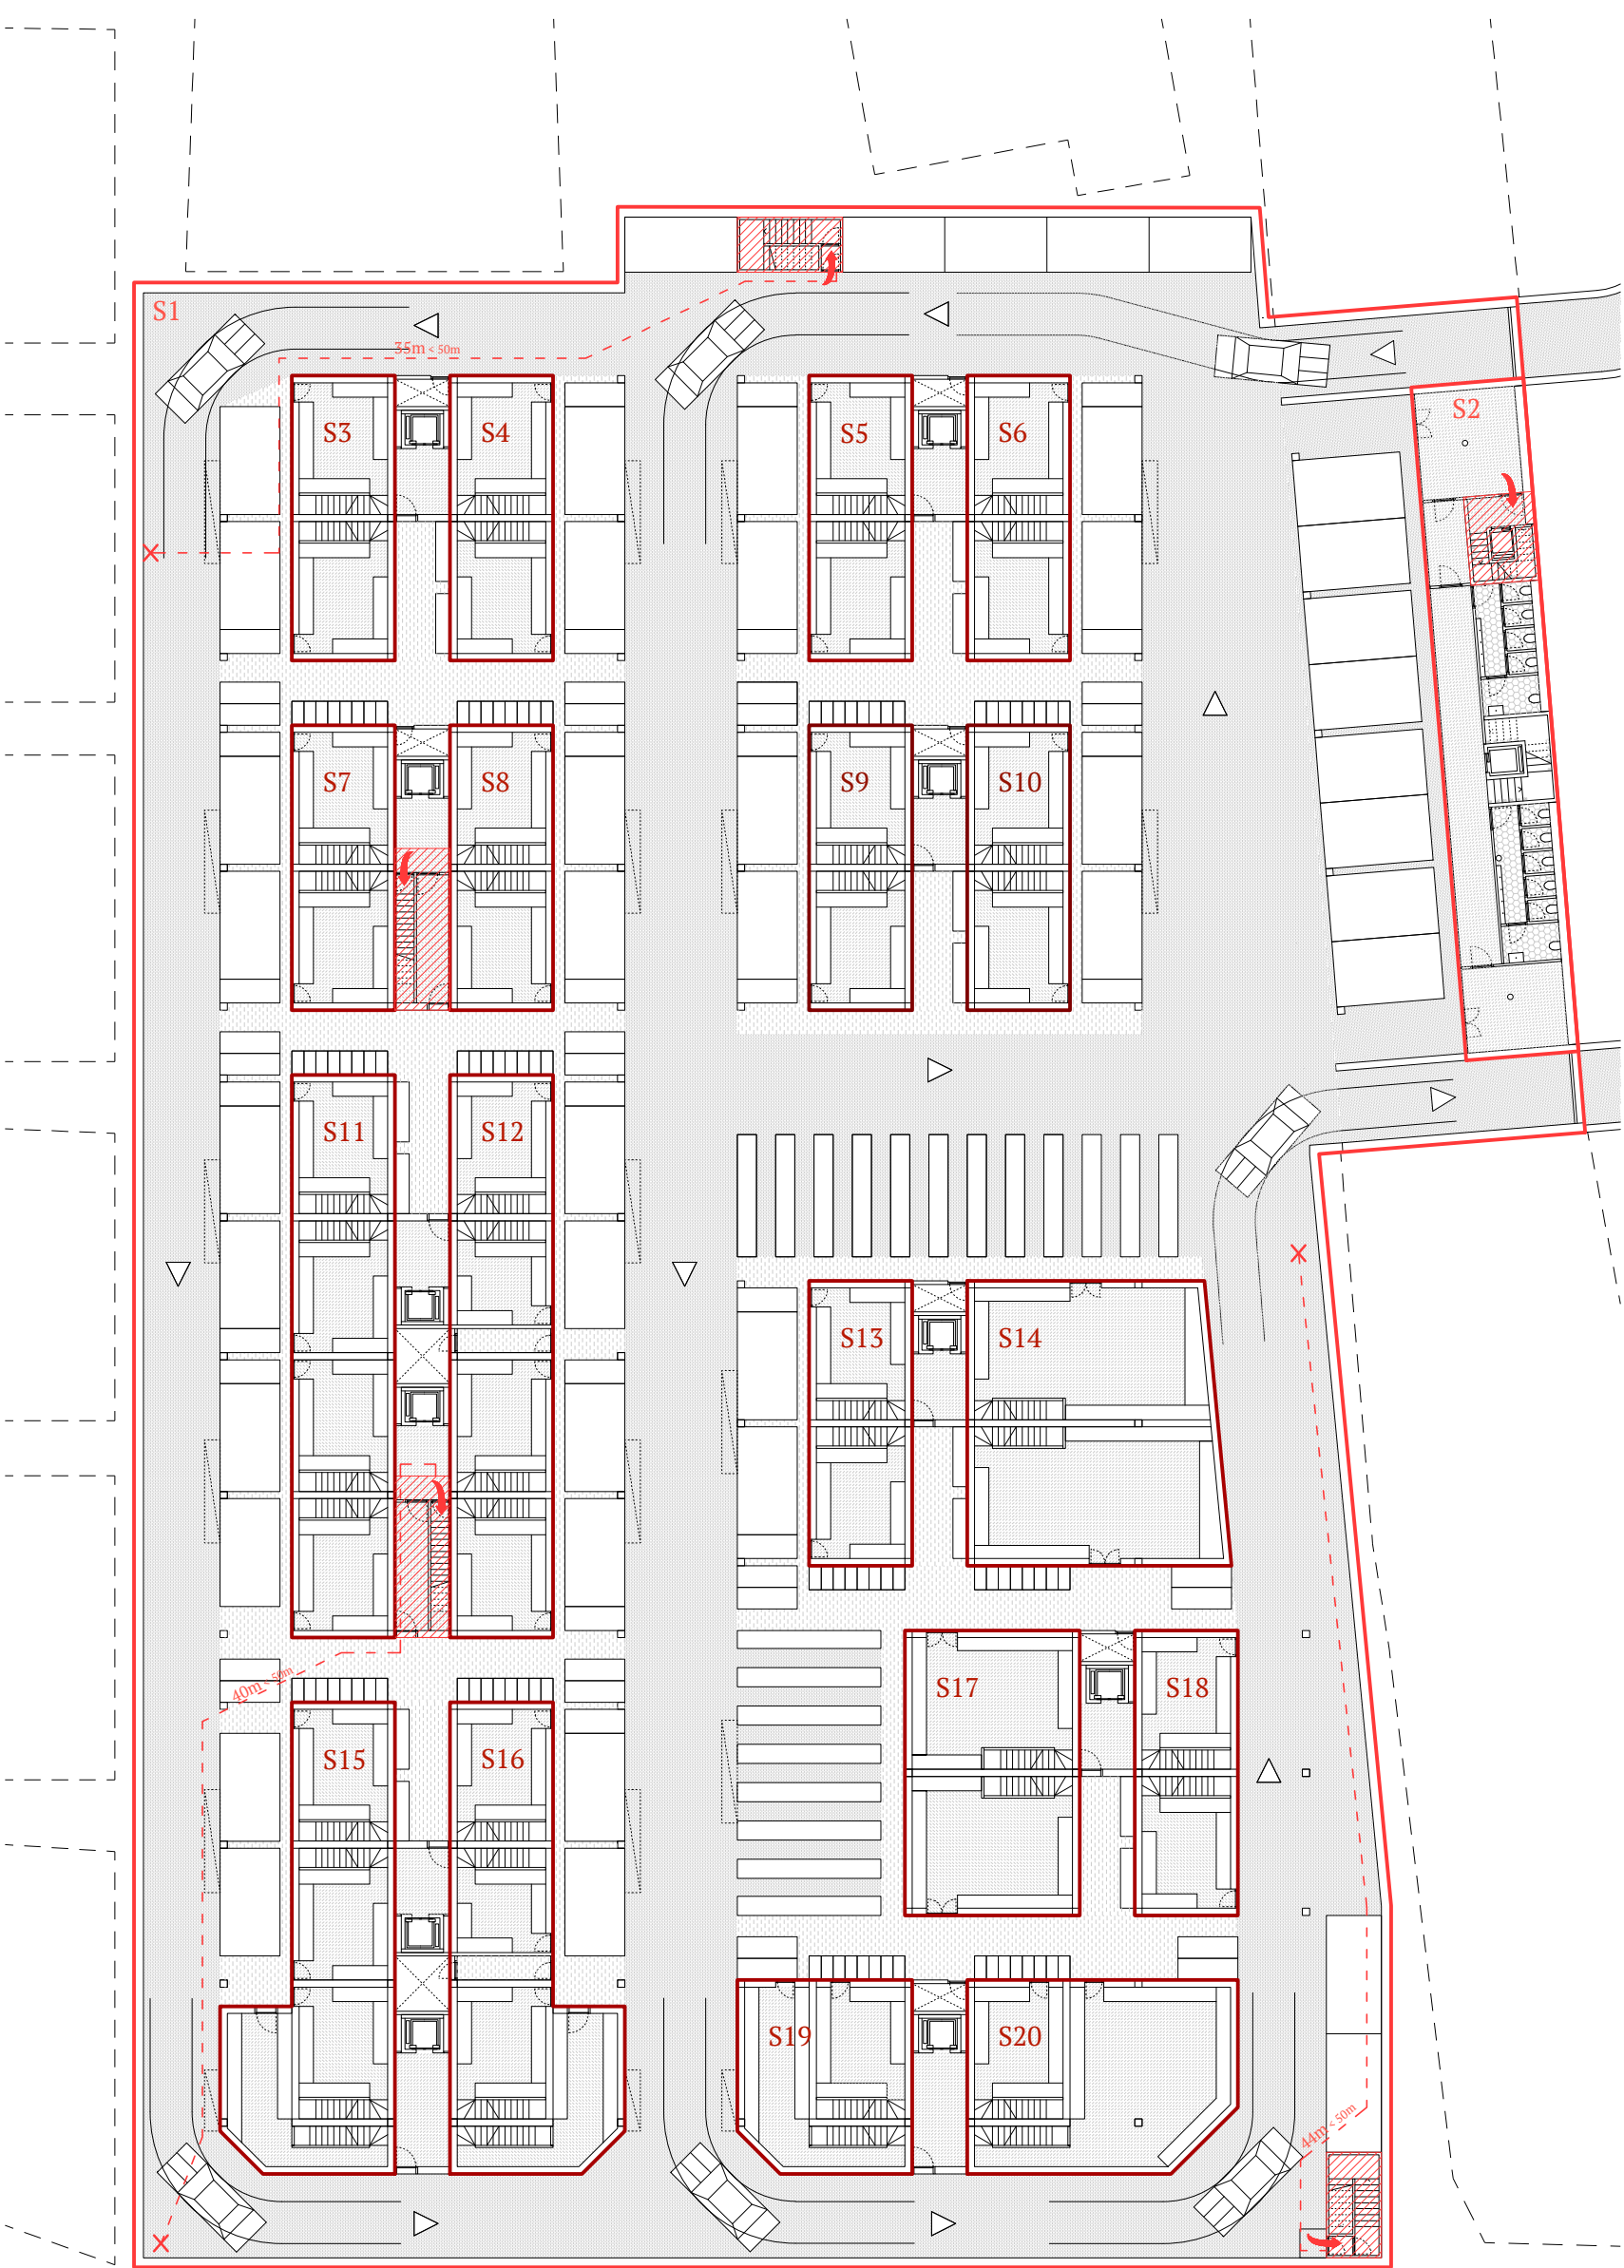 S1
35m < 50m
S2
S3 S4 S5 S6
S7 S8 S9 S10
S11 S12
S13 S14
40m < 50m
S15 S16 S17 S18
S19 S20
44m < 50m